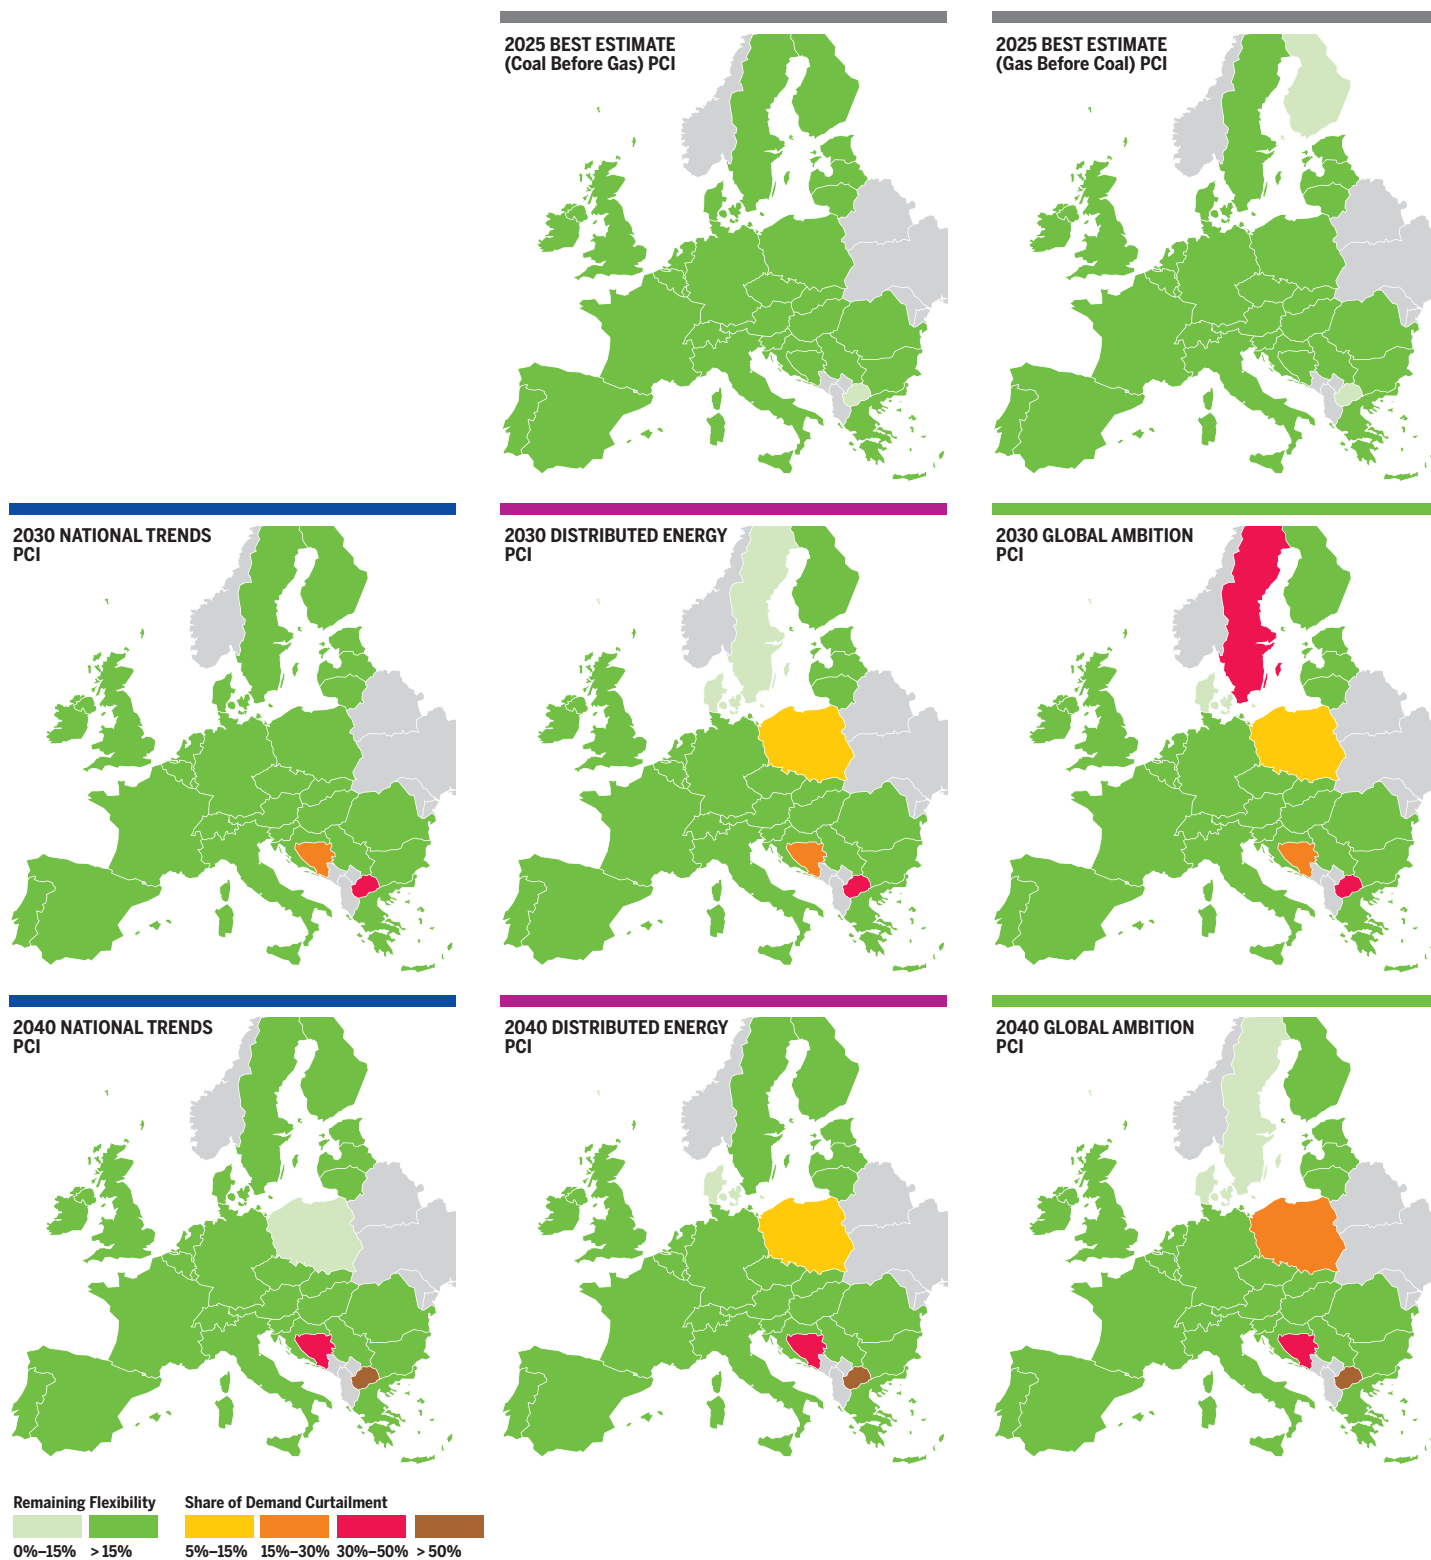 2025 BEST ESTIMATE
(Coal Before Gas) PCI
2025 BEST ESTIMATE
(Gas Before Coal) PCI
2030 NATIONAL TRENDS
PCI
2030 DISTRIBUTED ENERGY
PCI
2030 GLOBAL AMBITION
PCI
2040 NATIONAL TRENDS
PCI
2040 DISTRIBUTED ENERGY
PCI
2040 GLOBAL AMBITION
PCI
Remaining Flexibility
0%–15% > 15%
Share of Demand Curtailment
5%–15% 15%–30% 30%–50% > 50%